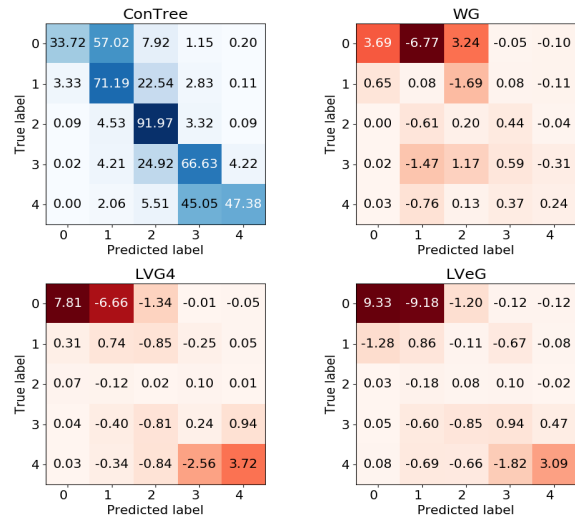 ConTree
True label
0 33.72 57.02 7.92 1.15 0.20
1 3.33 71.19 22.54 2.83 0.11
2 0.09 4.53 91.97 3.32 0.09
3 0.02 4.21 24.92 66.63 4.22
4 0.00 2.06 5.51 45.05 47.38
0 1 2 3 4
Predicted label
WG
True label
0 3.69 -6.77 3.24 -0.05 -0.10
1 0.65 0.08 -1.69 0.08 -0.11
2 0.00 -0.61 0.20 0.44 -0.04
3 0.02 -1.47 1.17 0.59 -0.31
4 0.03 -0.76 0.13 0.37 0.24
0 1 2 3 4
Predicted label
LVG4
True label
0 7.81 -6.66 -1.34 -0.01 -0.05
1 0.31 0.74 -0.85 -0.25 0.05
2 0.07 -0.12 0.02 0.10 0.01
3 0.04 -0.40 -0.81 0.24 0.94
4 0.03 -0.34 -0.84 -2.56 3.72
0 1 2 3 4
Predicted label
LVeG
True label
0 9.33 -9.18 -1.20 -0.12 -0.12
1 -1.28 0.86 -0.11 -0.67 -0.08
2 0.03 -0.18 0.08 0.10 -0.02
3 0.05 -0.60 -0.85 0.94 0.47
4 0.08 -0.69 -0.66 -1.82 3.09
0 1 2 3 4
Predicted label